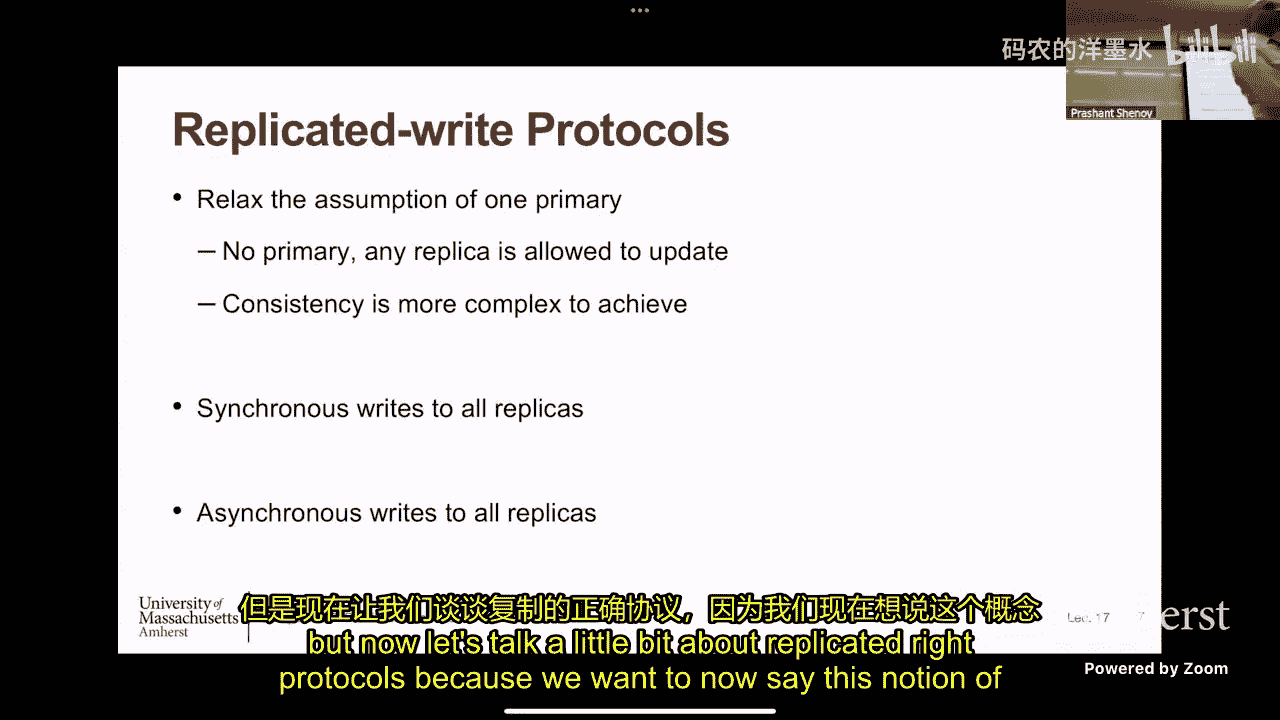 码农的洋墨水 bilibili
Prashant Shenoy
Replicated-write Protocols
• Relax the assumption of one primary
– No primary, any replica is allowed to update
– Consistency is more complex to achieve
• Synchronous writes to all replicas
• Asynchronous writes to all replicas
University of
Massachusetts
Amherst
Lec. 17
7
erst
但是现在让我们谈谈复制的正确协议，因为我们现在想说这个概念
but now let's talk a little bit about replicated right
protocols because we want to now say this notion of
Powered by Zoom